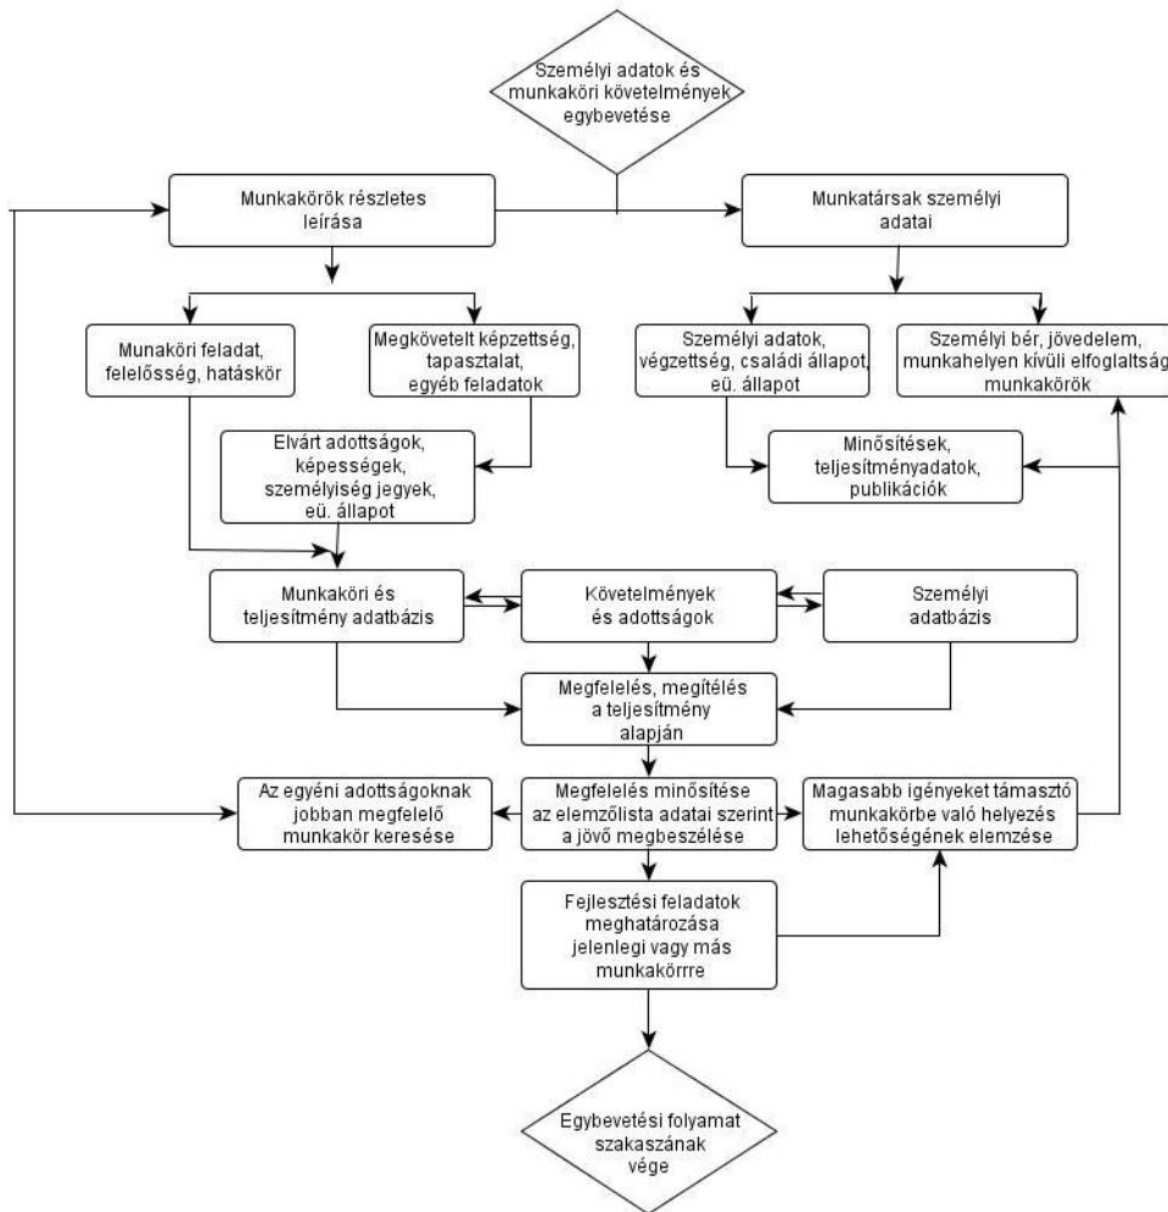 Személyi adatok és
munkaköri követelmények
egybevetése
Munkakörök részletes
leírása
Munkatársak személyi
adatai
Munaköri feladat,
felelősség, hatáskör
Megkövetelt képzettség,
tapasztalat,
egyéb feladatok
Személyi adatok,
végzettség, családi állapot,
eü. állapot
Személyi bér, jövedelem,
munkahelyen kívüli elfoglaltság
munkakörök
Elvárt adottságok,
képességek,
személyiség jegyek,
eü. állapot
Minősítések,
teljesítményadatok,
publikációk
Munkaköri és
teljesítmény adatbázis
Követelmények
és adottságok
Személyi
adatbázis
Megfelelés, megítélés
a teljesítmény
alapján
Az egyéni adottságoknak
jobban megfelelő
munkakör keresése
Megfelelés minősítése
az elemzőlista adatai szerint
a jövő megbeszélése
Magasabb igényeket támasztó
munkakörbe való helyezés
lehetőségének elemzése
Fejlesztési feladatok
meghatározása
jelenlegi vagy más
munkakörrre
Egybevetési folyamat
szakaszának
vége